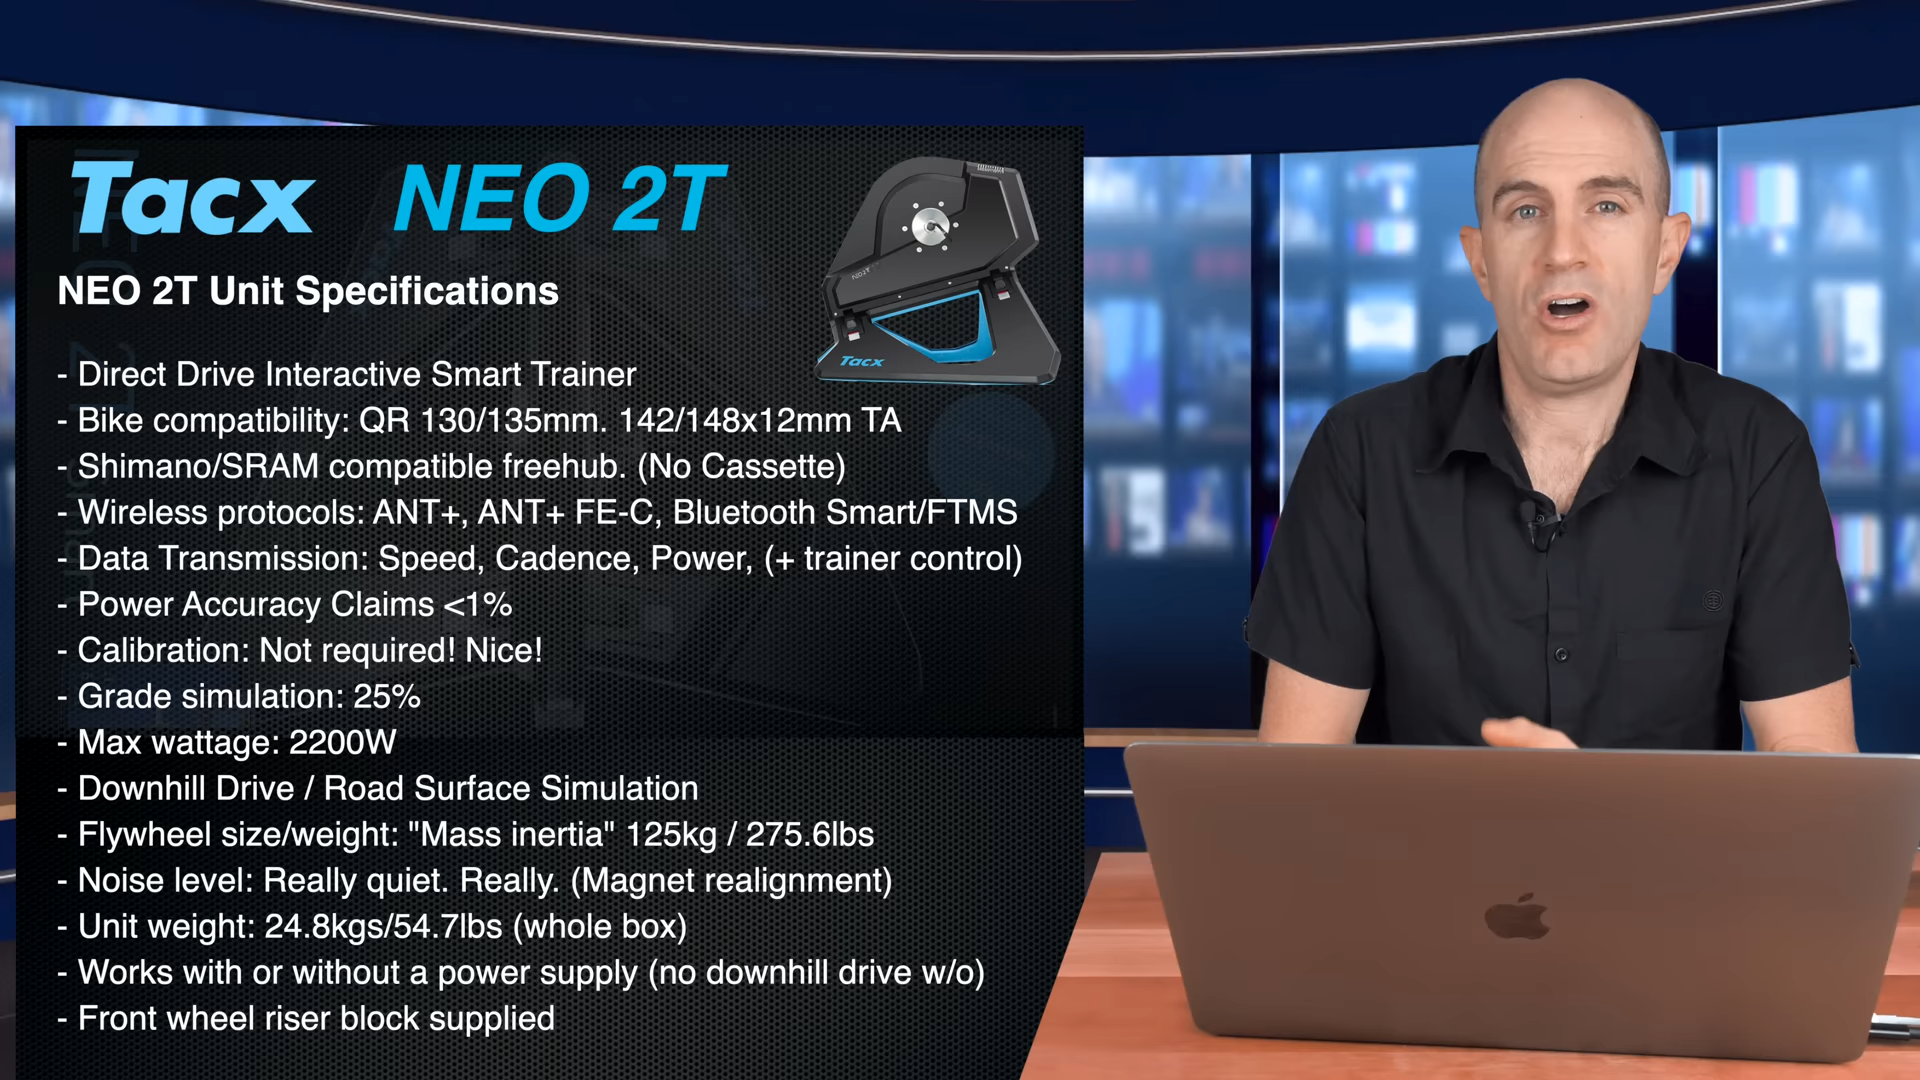 Tacx NEO 2T
NEO 2T Unit Specifications
- Direct Drive Interactive Smart Trainer
- Bike compatibility: QR 130/135mm. 142/148x12mm TA
- Shimano/SRAM compatible freehub. (No Cassette)
- Wireless protocols: ANT+, ANT+ FE-C, Bluetooth Smart/FTMS
- Data Transmission: Speed, Cadence, Power, (+ trainer control)
- Power Accuracy Claims <1%
- Calibration: Not required! Nice!
- Grade simulation: 25%
- Max wattage: 2200W
- Downhill Drive / Road Surface Simulation
- Flywheel size/weight: "Mass inertia" 125kg / 275.6lbs
- Noise level: Really quiet. Really. (Magnet realignment)
- Unit weight: 24.8kgs/54.7lbs (whole box)
- Works with or without a power supply (no downhill drive w/o)
- Front wheel riser block supplied
NEO 2T
Tacx